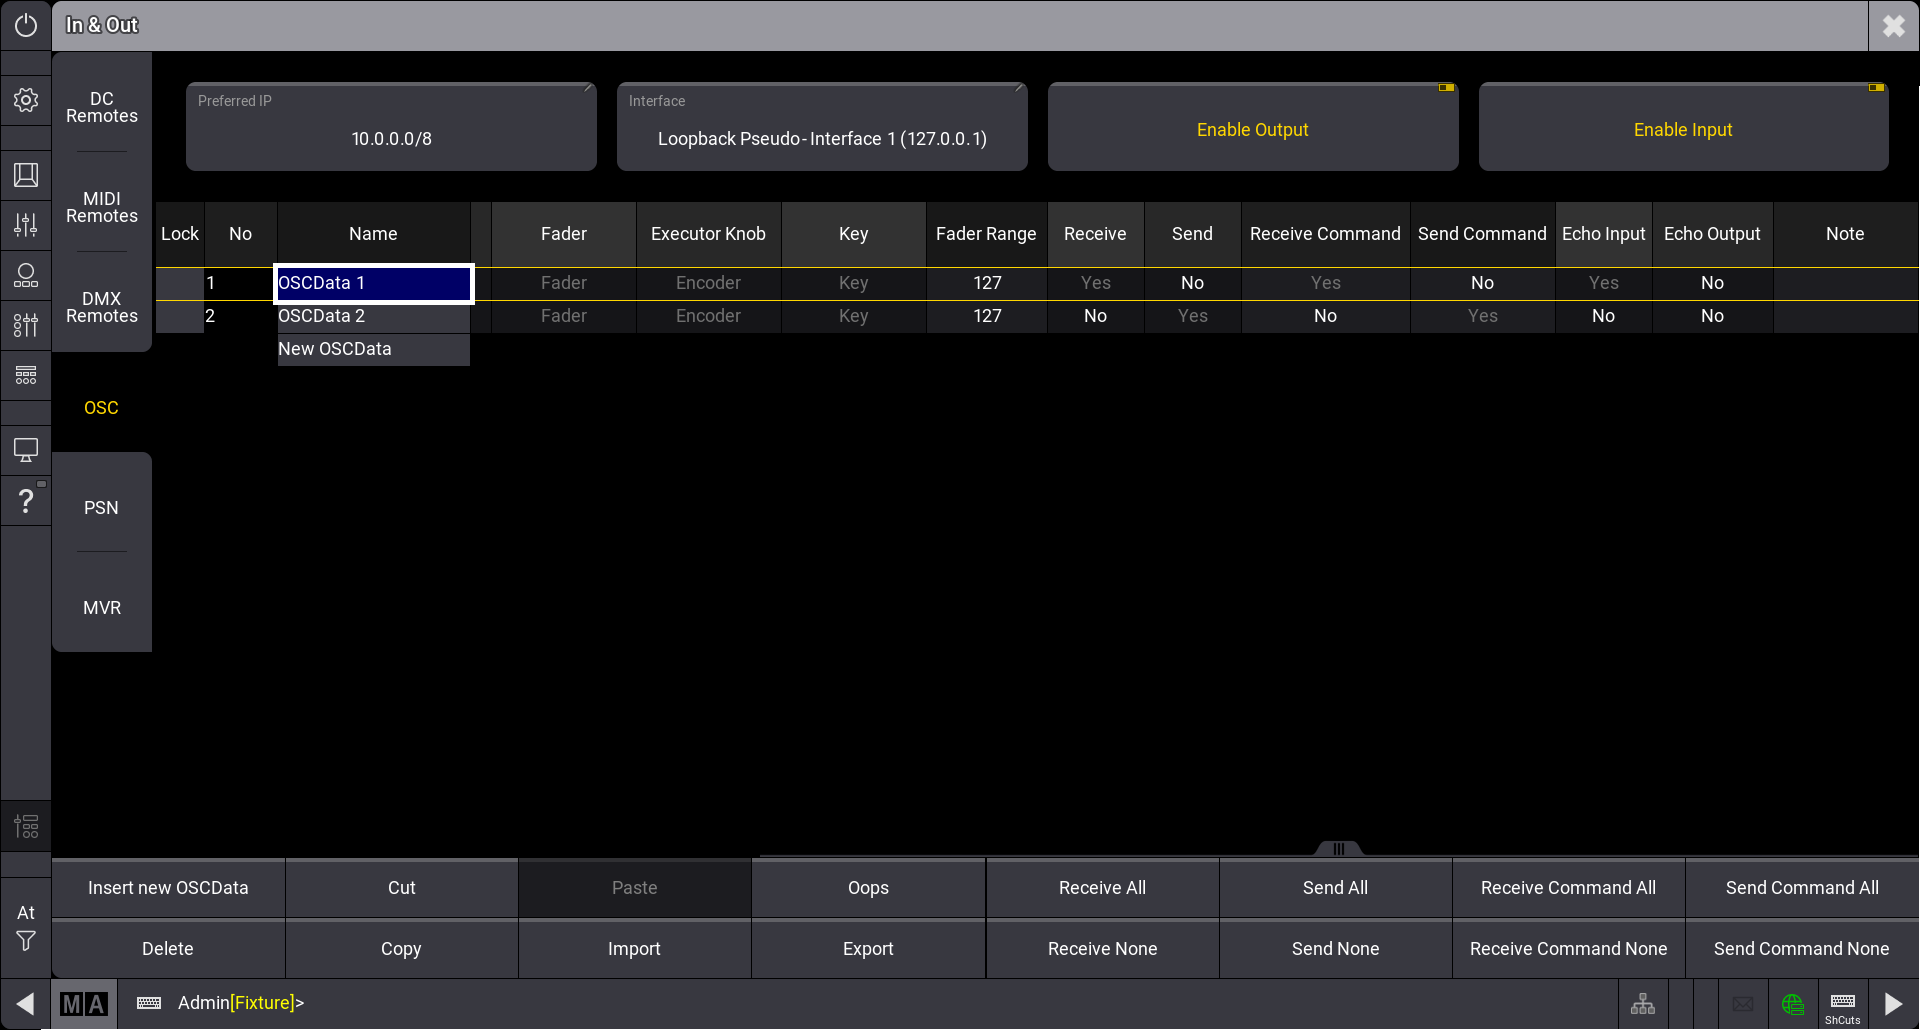 In & Out
DC
Remotes
MIDI
Remotes
DMX
Remotes
OSC
PSN
MVR
Preferred IP
10.0.0.0/8
Interface
Loopback Pseudo-Interface 1 (127.0.0.1)
Enable Output
Enable Input
Lock No Name Fader Executor Knob Key Fader Range Receive Send Receive Command Send Command Echo Input Echo Output Note
1 OSCData 1 Fader Encoder Key 127 Yes No Yes No Yes No
2 OSCData 2 Fader Encoder Key 127 No Yes No Yes No No
New OSCData
Insert new OSCData Cut Paste Oops Receive All Send All Receive Command All Send Command All
Delete Copy Import Export Receive None Send None Receive Command None Send Command None
?
At
MA
Admin[Fixture]>
ShCuts